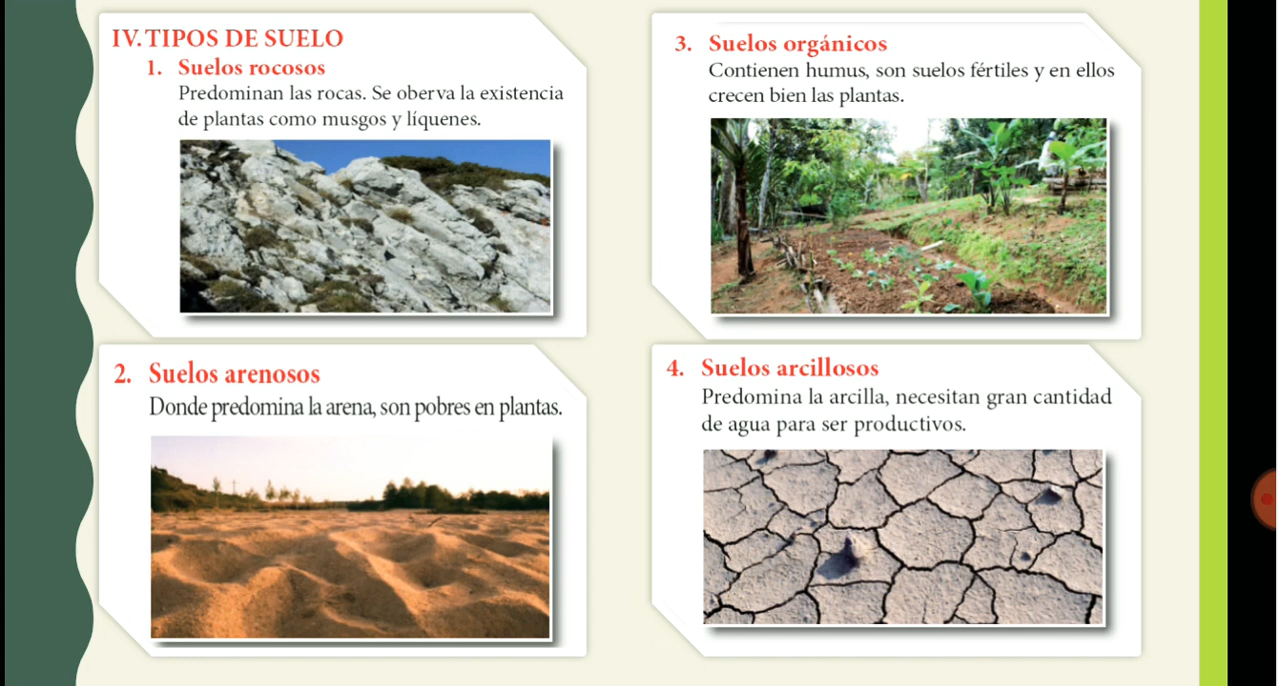 IV. TIPOS DE SUELO
1. Suelos rocosos
Predominan las rocas. Se oberva la existencia
de plantas como musgos y líquenes.
2. Suelos arenosos
Donde predomina la arena, son pobres en plantas.
3. Suelos orgánicos
Contienen humus, son suelos fértiles y en ellos
crecen bien las plantas.
4. Suelos arcillosos
Predomina la arcilla, necesitan gran cantidad
de agua para ser productivos.